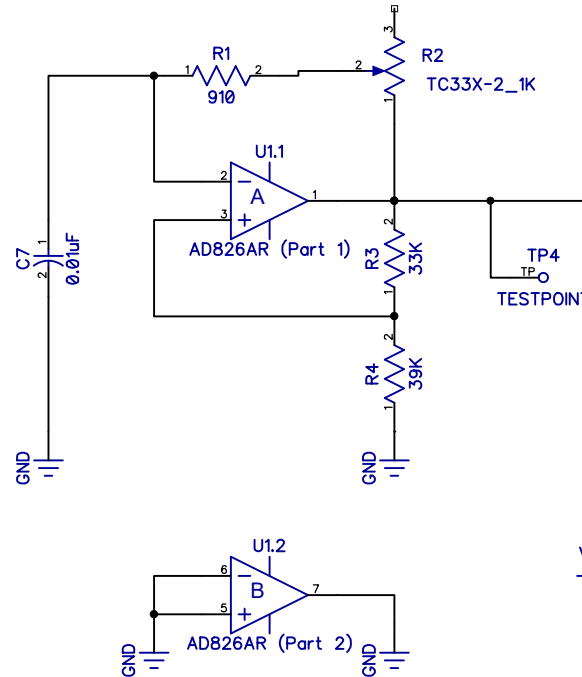 3
R1
R2
1
2
2
910
TC33X-2_1K
1
U1.1
2
A
1
3
AD826AR (Part 1)
2
R3
33K
1
C7
1
2
0.01uF
TP4
TP
TESTPOINT
2
R4
39K
1
GND
GND
U1.2
6
B
7
5
AD826AR (Part 2)
GND
GND